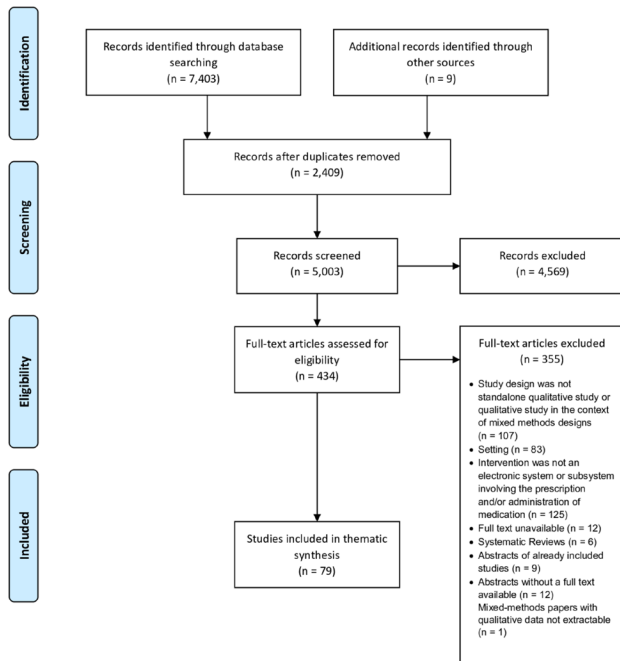 Identification
Records identified through database
searching
(n = 7,403)
Additional records identified through
other sources
(n = 9)
Records after duplicates removed
(n = 2,409)
Screening
Records screened
(n = 5,003)
Records excluded
(n = 4,569)
Eligibility
Full-text articles assessed for
eligibility
(n = 434)
Full-text articles excluded
(n = 355)
• Study design was not
standalone qualitative study or
qualitative study in the context
of mixed methods designs
(n = 107)
• Setting (n = 83)
• Intervention was not an
electronic system or subsystem
involving the prescription
and/or administration of
medication (n = 125)
• Full text unavailable (n = 12)
• Systematic Reviews (n = 6)
• Abstracts of already included
studies (n = 9)
• Abstracts without a full text
available (n = 12)
Mixed-methods papers with
qualitative data not extractable
(n = 1)
Included
Studies included in thematic
synthesis
(n = 79)